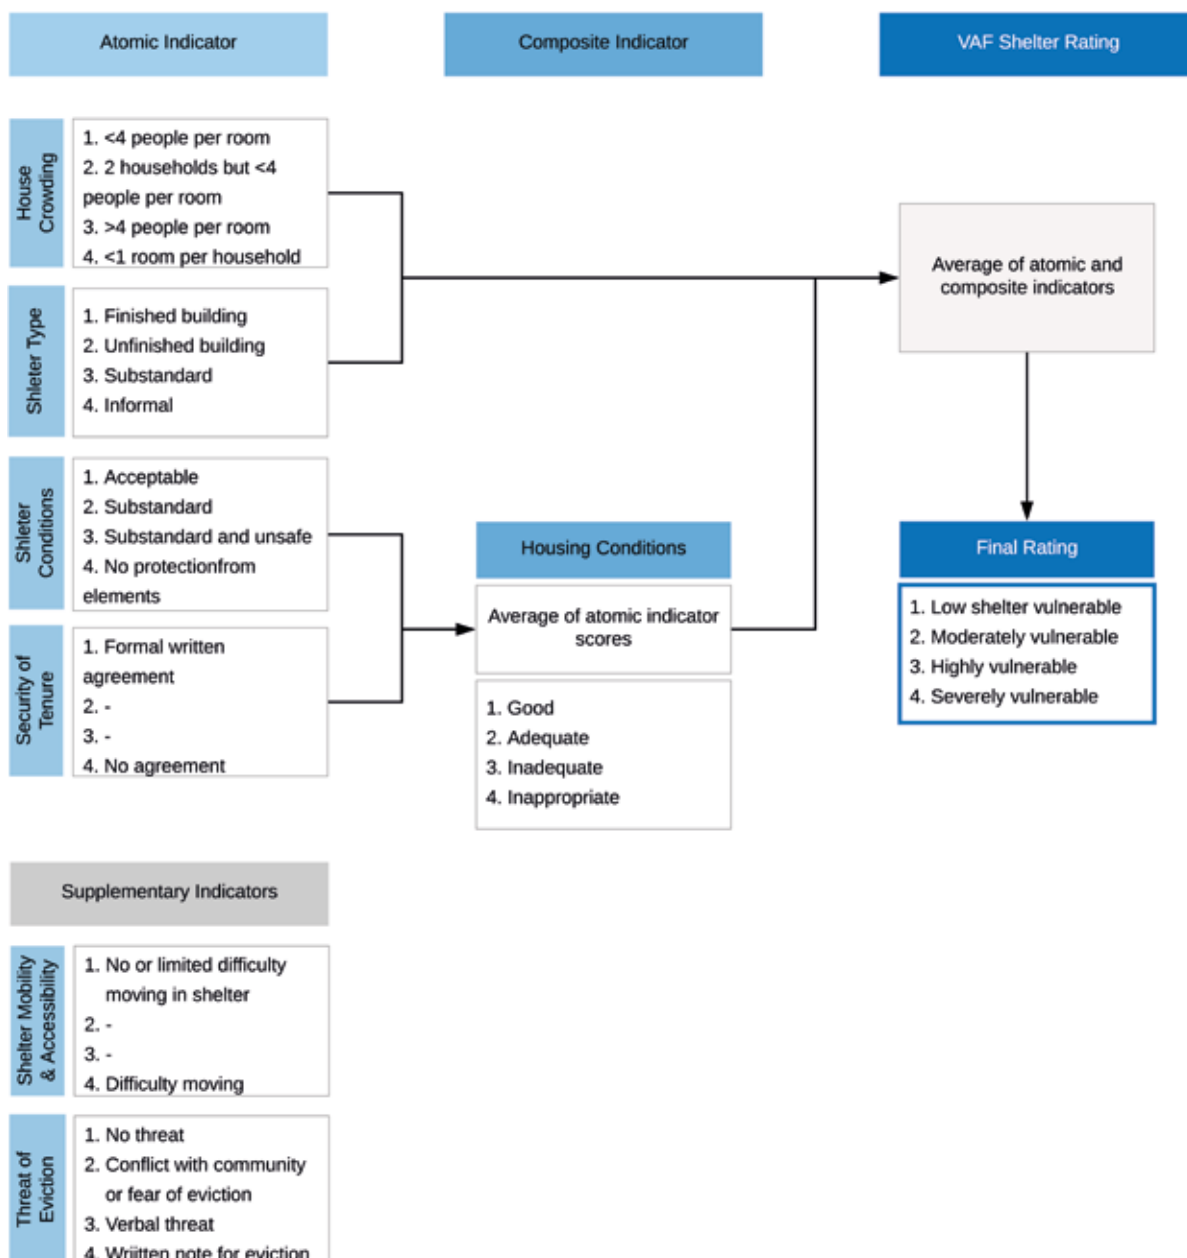 Atomic Indicator
Composite Indicator
VAF Shelter Rating
House
Crowding
1. <4 people per room
2. 2 households but <4
people per room
3. >4 people per room
4. <1 room per household
Shleter Type
1. Finished building
2. Unfinished building
3. Substandard
4. Informal
Average of atomic and
composite indicators
Shleter
Conditions
1. Acceptable
2. Substandard
3. Substandard and unsafe
4. No protectionfrom
elements
Security of
Tenure
1. Formal written
agreement
2. -
3. -
4. No agreement
Housing Conditions
Average of atomic indicator
scores
1. Good
2. Adequate
3. Inadequate
4. Inappropriate
Final Rating
1. Low shelter vulnerable
2. Moderately vulnerable
3. Highly vulnerable
4. Severely vulnerable
Supplementary Indicators
Shelter Mobility
& Accessibility
1. No or limited difficulty
moving in shelter
2. -
3. -
4. Difficulty moving
Threat of
Eviction
1. No threat
2. Conflict with community
or fear of eviction
3. Verbal threat
4. Wriitten note for eviction